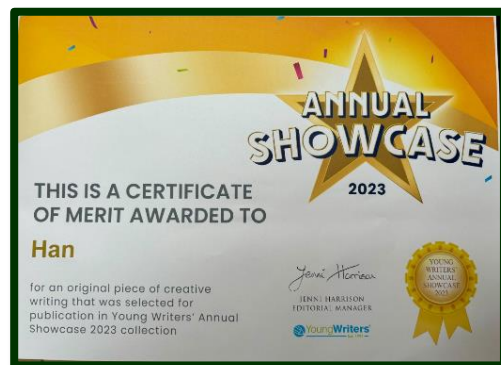 ANNUAL
SHOWCASE
2023
THIS IS A CERTIFICATE
OF MERIT AWARDED TO
Han
for an original piece of creative
writing that was selected for
publication in Young Writers' Annual
Showcase 2023 collection
Jenni Harrison
JENNI HARRISON
EDITORIAL MANAGER
YoungWriters
YOUNG
WRITERS'
ANNUAL
SHOWCASE
2023